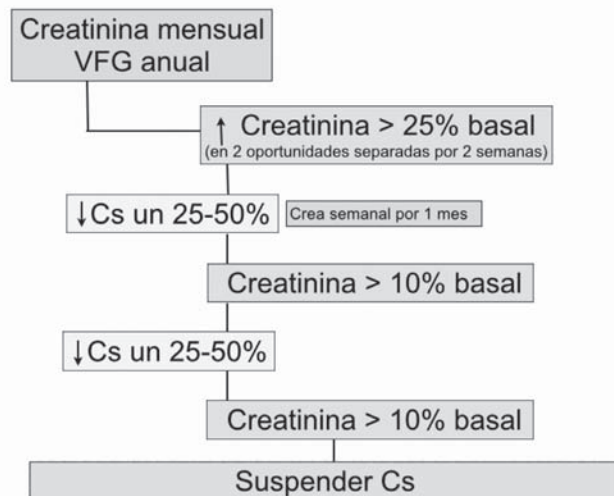 Creatinina mensual
VFG anual
↑ Creatinina > 25% basal
(en 2 oportunidades separadas por 2 semanas)
↓Cs un 25-50%
Crea semanal por 1 mes
Creatinina > 10% basal
↓Cs un 25-50%
Creatinina > 10% basal
Suspender Cs